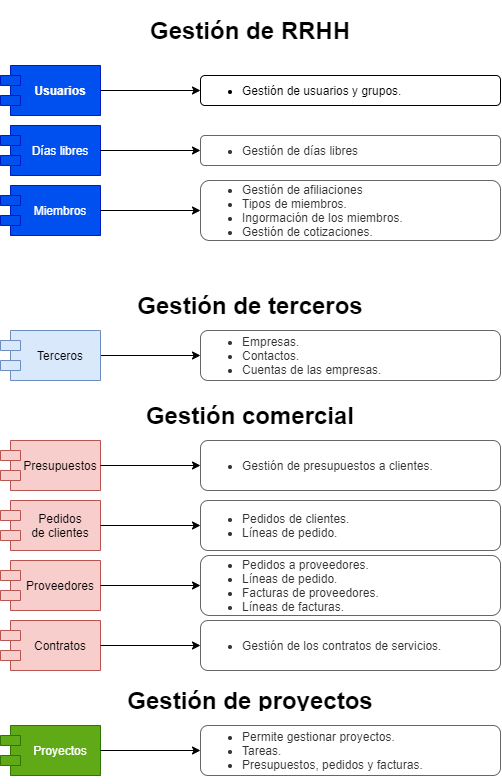 Gestión de RRHH
Usuarios
Gestión de usuarios y grupos.
Días libres
Gestión de días libres
Miembros
Gestión de afiliaciones
Tipos de miembros.
Ingormación de los miembros.
Gestión de cotizaciones.
Gestión de terceros
Terceros
Empresas.
Contactos.
Cuentas de las empresas.
Gestión comercial
Presupuestos
Gestión de presupuestos a clientes.
Pedidos
de clientes
Pedidos de clientes.
Líneas de pedido.
Proveedores
Pedidos a proveedores.
Líneas de pedido.
Facturas de proveedores.
Líneas de facturas.
Contratos
Gestión de los contratos de servicios.
Gestión de proyectos
Proyectos
Permite gestionar proyectos.
Tareas.
Presupuestos, pedidos y facturas.